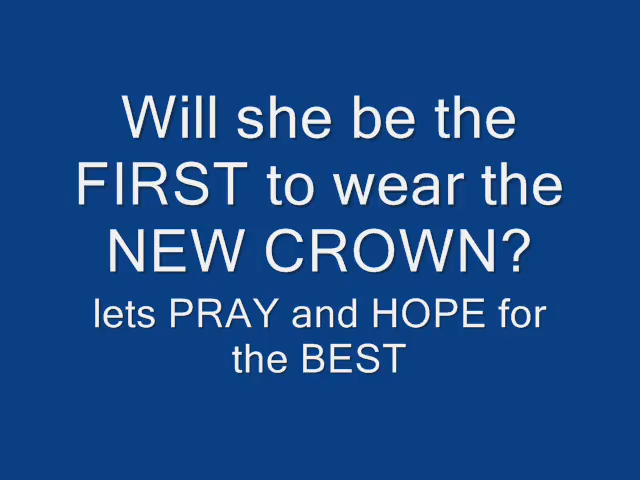 Will she be the
FIRST to wear the
NEW CROWN?
lets PRAY and HOPE for
the BEST